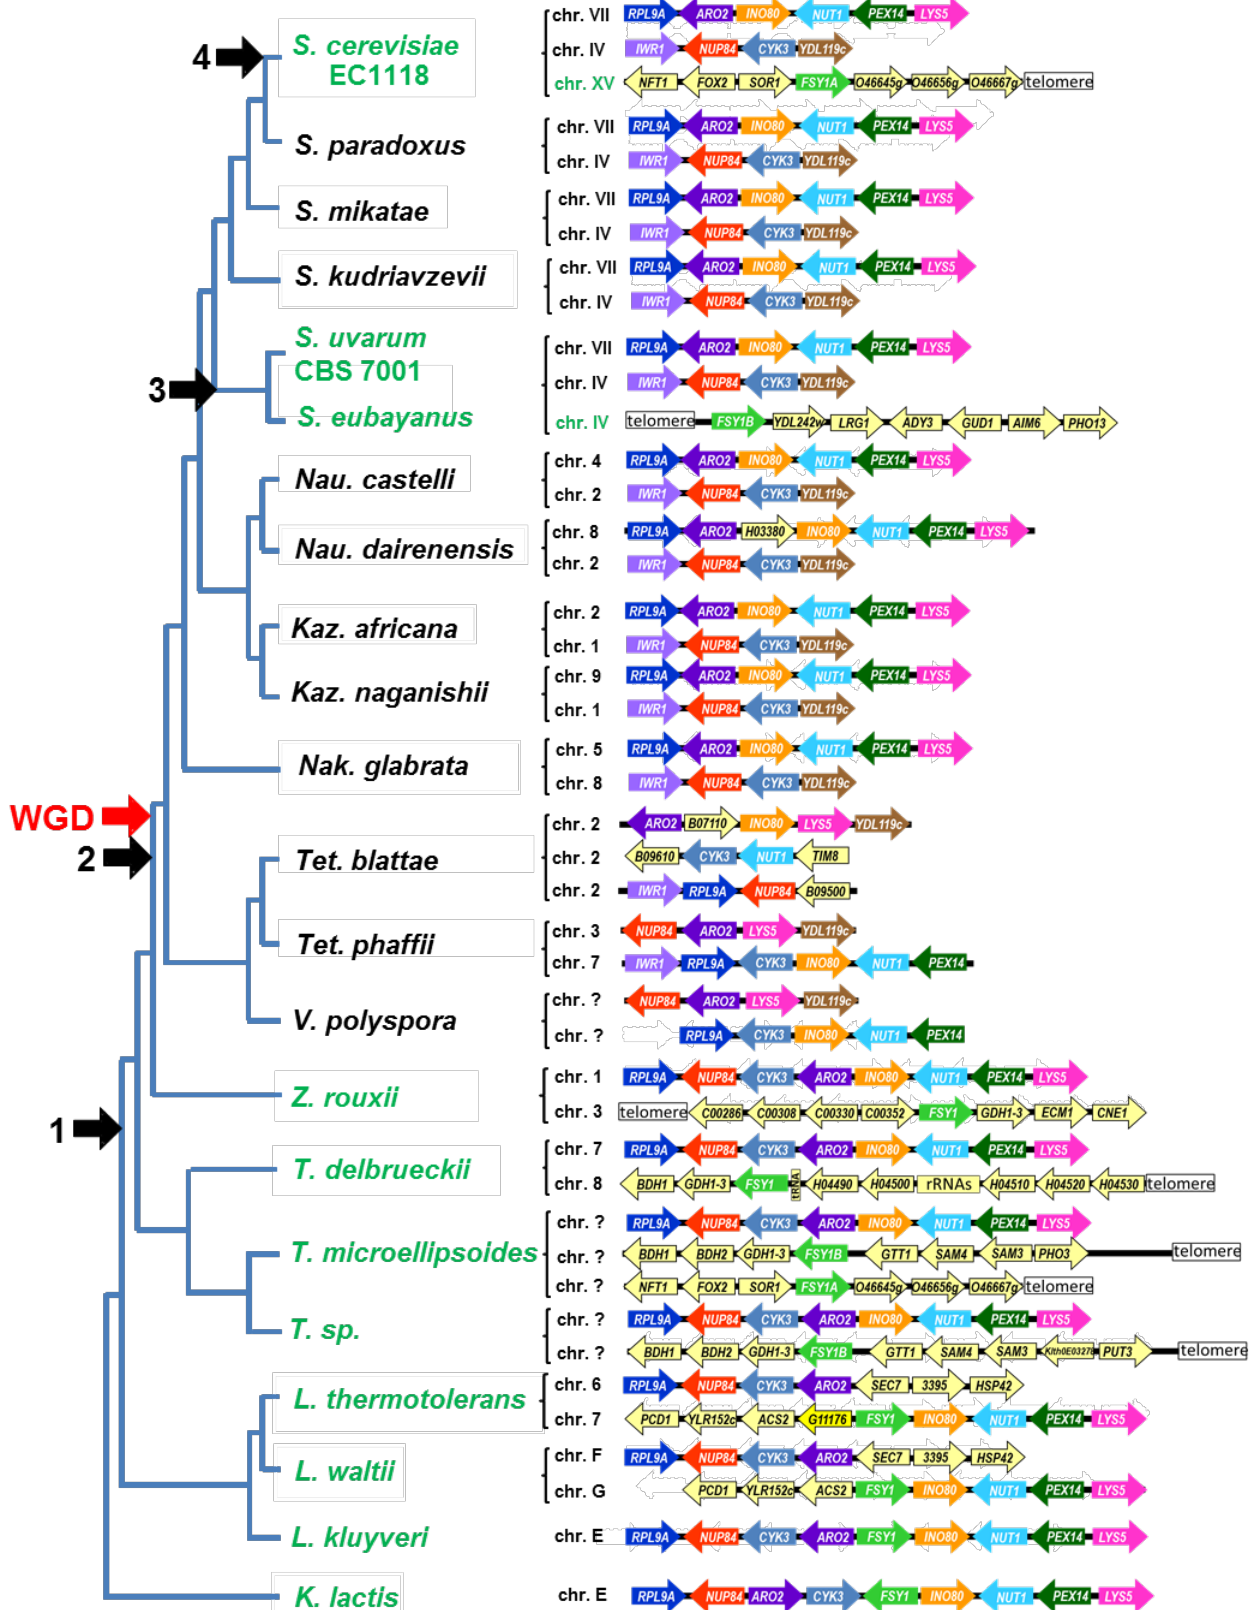 chr. VII RPL9A ARO2 INO80 NUT1 PEX14 LYS5
4 S. cerevisiae
EC1118
chr. IV IWR1 NUP84 CYK3 YDL119c
chr. XV NFT1 FOX2 SOR1 FSY1A O46645g O46656g O46667g telomere
chr. VII RPL9A ARO2 INO80 NUT1 PEX14 LYS5
S. paradoxus
chr. IV IWR1 NUP84 CYK3 YDL119c
chr. VII RPL9A ARO2 INO80 NUT1 PEX14 LYS5
S. mikatae
chr. IV IWR1 NUP84 CYK3 YDL119c
chr. VII RPL9A ARO2 INO80 NUT1 PEX14 LYS5
S. kudriavzevii
chr. IV IWR1 NUP84 CYK3 YDL119c
S. uvarum
chr. VII RPL9A ARO2 INO80 NUT1 PEX14 LYS5
CBS 7001
chr. IV IWR1 NUP84 CYK3 YDL119c
3
S. eubayanus
chr. IV telomere FSY1B YDL242w LRG1 ADY3 GUD1 AIM6 PHO13
chr. 4 RPL9A ARO2 INO80 NUT1 PEX14 LYS5
Nau. castelli
chr. 2 IWR1 NUP84 CYK3 YDL119c
chr. 8 RPL9A ARO2 H03380 INO80 NUT1 PEX14 LYS5
Nau. dairenensis
chr. 2 IWR1 NUP84 CYK3 YDL119c
chr. 2 RPL9A ARO2 INO80 NUT1 PEX14 LYS5
Kaz. africana
chr. 1 IWR1 NUP84 CYK3 YDL119c
chr. 9 RPL9A ARO2 INO80 NUT1 PEX14 LYS5
Kaz. naganishii
chr. 1 IWR1 NUP84 CYK3 YDL119c
chr. 5 RPL9A ARO2 INO80 NUT1 PEX14 LYS5
Nak. glabrata
chr. 8 IWR1 NUP84 CYK3 YDL119c
WGD
chr. 2 ARO2 B07110 INO80 LYS5 YDL119c
2 Tet. blattae
chr. 2 B09610 CYK3 NUT1 TIM8
chr. 2 IWR1 RPL9A NUP84 B09500
chr. 3 NUP84 ARO2 LYS5 YDL119c
Tet. phaffii
chr. 7 IWR1 RPL9A CYK3 INO80 NUT1 PEX14
chr. ? NUP84 ARO2 LYS5 YDL119c
V. polyspora
chr. ? RPL9A CYK3 INO80 NUT1 PEX14
chr. 1 RPL9A NUP84 CYK3 ARO2 INO80 NUT1 PEX14 LYS5
Z. rouxii
chr. 3 telomere C00286 C00308 C00330 C00352 FSY1 GDH1-3 ECM1 CNE1
1
chr. 7 RPL9A NUP84 CYK3 ARO2 INO80 NUT1 PEX14 LYS5
T. delbrueckii
chr. 8 BDH1 GDH1-3 FSY1 tRNA H04490 H04500 rRNAs H04510 H04520 H04530 telomere
chr. ? RPL9A NUP84 CYK3 ARO2 INO80 NUT1 PEX14 LYS5
T. microellipsoides
chr. ? BDH1 BDH2 GDH1-3 FSY1B GTT1 SAM4 SAM3 PHO3 telomere
chr. ? NFT1 FOX2 SOR1 FSY1A O46645g O46656g O46667g telomere
chr. ? RPL9A NUP84 CYK3 ARO2 INO80 NUT1 PEX14 LYS5
T. sp.
chr. ? BDH1 BDH2 GDH1-3 FSY1B GTT1 SAM4 SAM3 Klth0E03278 PUT3 telomere
chr. 6 RPL9A NUP84 CYK3 ARO2 SEC7 3395 HSP42
L. thermotolerans
chr. 7 PCD1 YLR152c ACS2 G11176 FSY1 INO80 NUT1 PEX14 LYS5
chr. F RPL9A NUP84 CYK3 ARO2 SEC7 3395 HSP42
L. waltii
chr. G PCD1 YLR152c ACS2 FSY1 INO80 NUT1 PEX14 LYS5
L. kluyveri
chr. E RPL9A NUP84 CYK3 ARO2 FSY1 INO80 NUT1 PEX14 LYS5
K. lactis
chr. E RPL9A NUP84 ARO2 CYK3 FSY1 INO80 NUT1 PEX14 LYS5